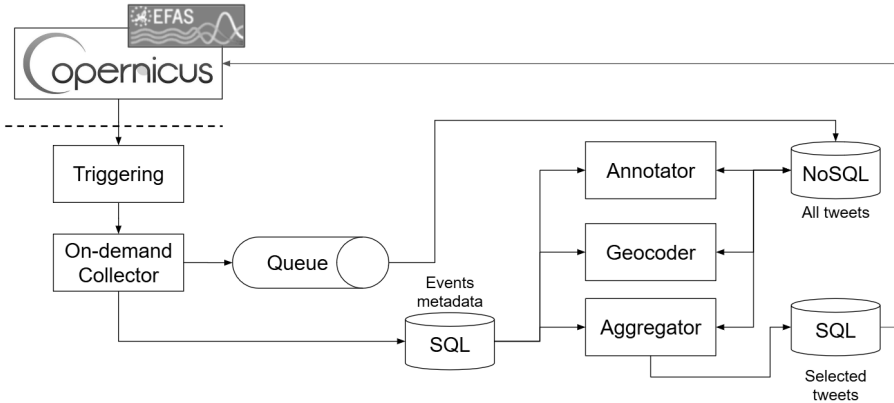 EFAS
opernicus
Triggering
On-demand
Collector
Queue
Events
metadata
SQL
Annotator
Geocoder
Aggregator
NoSQL
All tweets
SQL
Selected
tweets